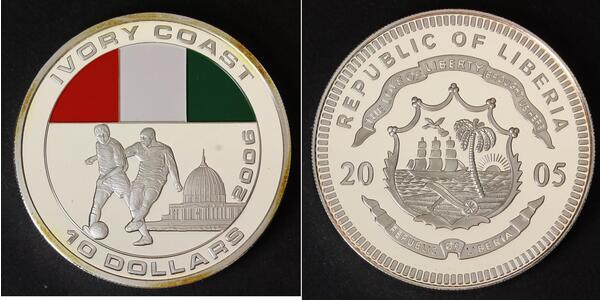 IVORY COAST
2006
10 DOLLARS
REPUBLIC OF LIBERIA
THE LOVE OF LIBERTY BROUGHT US HERE
20 05
REPUBLIC OF LIBERIA